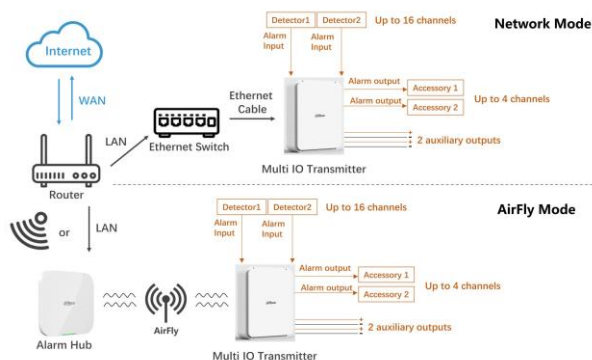 Network Mode
Internet
WAN
LAN
Router
Ethernet Switch
Ethernet
Cable
Detector1
Detector2
Up to 16 channels
Alarm
Input
Alarm
Input
Alarm output
Accessory 1
Alarm output
Accessory 2
Up to 4 channels
2 auxiliary outputs
Multi IO Transmitter
AirFly Mode
or
LAN
Alarm Hub
AirFly
Detector1
Detector2
Up to 16 channels
Alarm
Input
Alarm
Input
Alarm output
Accessory 1
Alarm output
Accessory 2
Up to 4 channels
2 auxiliary outputs
Multi IO Transmitter